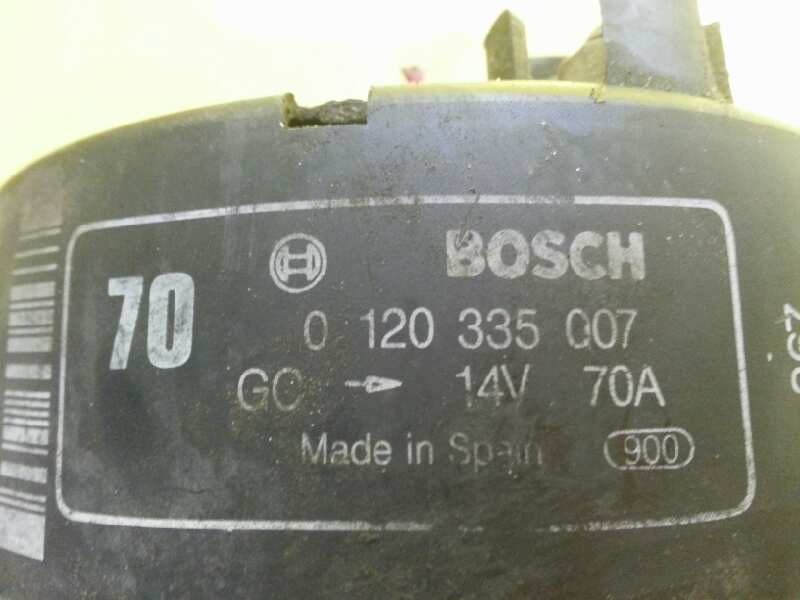 BOSCH
70
0 120 335 007
GC 14V 70A
Made in Spain 900